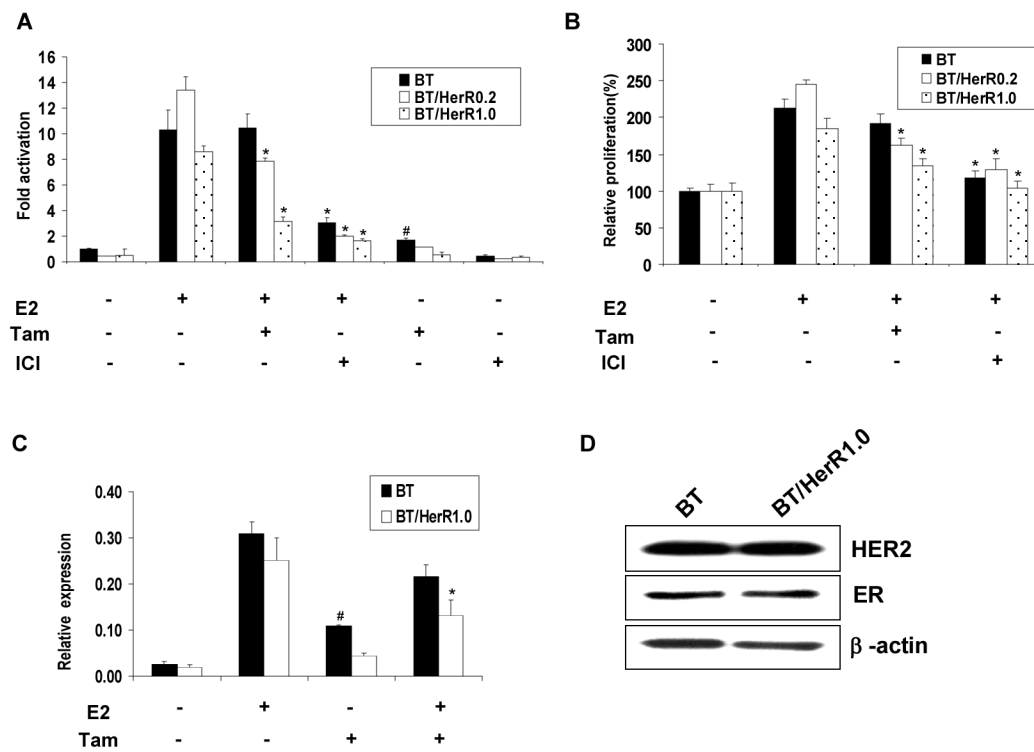 A
16
14
12
10
8
6
4
2
0
Fold activation
BT
BT/HerR0.2
BT/HerR1.0
*
*
*
*
*
#
E2 - + + + - -
Tam - - + - + -
ICI - - - + - +
B
300
250
200
150
100
50
0
Relative proliferation(%)
BT
BT/HerR0.2
BT/HerR1.0
*
*
*
*
*
E2 - + + +
Tam - - + -
ICI - - - +
C
0.40
0.30
0.20
0.10
0.00
Relative expression
BT
BT/HerR1.0
#
*
E2 - + - +
Tam - - + +
D
BT BT/HerR1.0
HER2
ER
β -actin